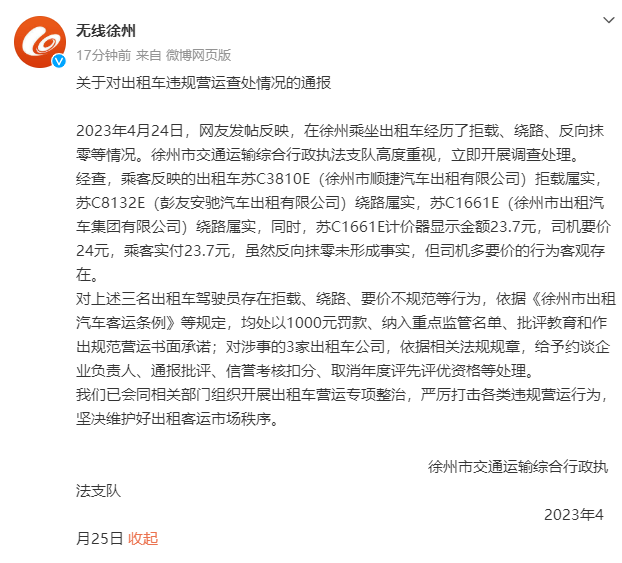 无线徐州
17分钟前 来自 微博网页版
关于对出租车违规营运查处情况的通报
2023年4月24日，网友发帖反映，在徐州乘坐出租车经历了拒载、绕路、反向抹
零等情况。徐州市交通运输综合行政执法支队高度重视，立即开展调查处理。
经查，乘客反映的出租车苏C3810E（徐州市顺捷汽车出租有限公司）拒载属实，
苏C8132E（彭友安驰汽车出租有限公司）绕路属实，苏C1661E（徐州市出租汽
车集团有限公司）绕路属实，同时，苏C1661E计价器显示金额23.7元，司机要价
24元，乘客实付23.7元，虽然反向抹零未形成事实，但司机多要价的行为客观存
在。
对上述三名出租车驾驶员存在拒载、绕路、要价不规范等行为，依据《徐州市出租
汽车客运条例》等规定，均处以1000元罚款、纳入重点监管名单、批评教育和作
出规范营运书面承诺；对涉事的3家出租车公司，依据相关法规规章，给予约谈企
业负责人、通报批评、信誉考核扣分、取消年度评先评优资格等处理。
我们已会同相关部门组织开展出租车营运专项整治，严厉打击各类违规营运行为，
坚决维护好出租客运市场秩序。
徐州市交通运输综合行政执
法支队
2023年4
月25日 收起